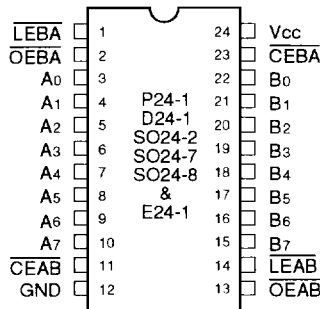 LEBA 1 24 Vcc
OEBA 2 23 CEBA
A0 3 22 B0
A1 4 P24-1 21 B1
A2 5 D24-1 20 B2
A3 6 SO24-2 19 B3
A4 7 SO24-7 18 B4
A5 8 SO24-8 17 B5
A6 9 & 16 B6
A7 10 E24-1 15 B7
CEAB 11 14 LEAB
GND 12 13 OEAB